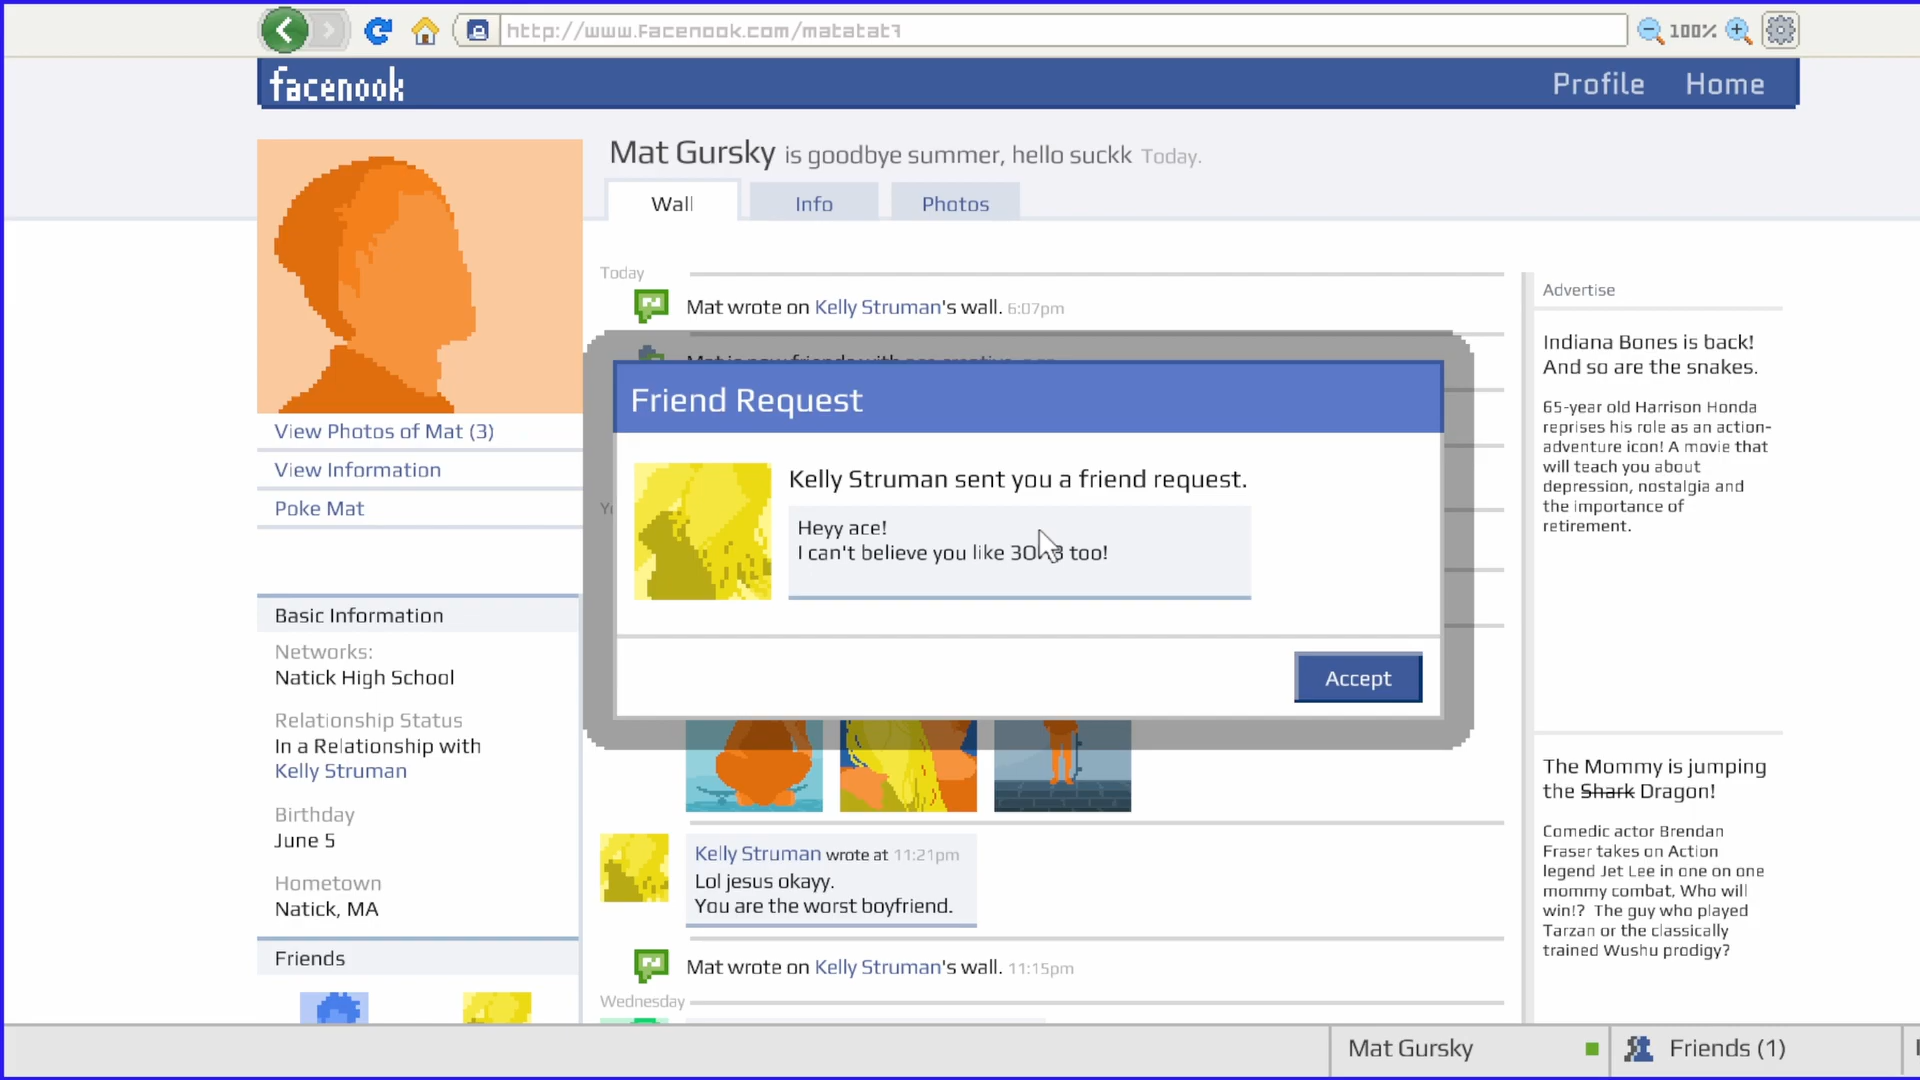 http://www.facenook.com/matatat7
100%
facenook
Profile
Home
Mat Gursky is goodbye summer, hello suckk Today.
Wall
Info
Photos
Today
Mat wrote on Kelly Struman's wall. 6:07pm
Friend Request
Kelly Struman sent you a friend request.
Heyy ace!
I can't believe you like 3OH!3 too!
Accept
View Photos of Mat (3)
View Information
Poke Mat
Basic Information
Networks:
Natick High School
Relationship Status
In a Relationship with
Kelly Struman
Birthday
June 5
Hometown
Natick, MA
Friends
Kelly Struman wrote at 11:21pm
Lol jesus okayy.
You are the worst boyfriend.
Mat wrote on Kelly Struman's wall. 11:15pm
Wednesday
Advertise
Indiana Bones is back!
And so are the snakes.
65-year old Harrison Honda
reprises his role as an action-
adventure icon! A movie that
will teach you about
depression, nostalgia and
the importance of
retirement.
The Mommy is jumping
the Shark Dragon!
Comedic actor Brendan
Fraser takes on Action
legend Jet Lee in one on one
mommy combat, Who will
win!? The guy who played
Tarzan or the classically
trained Wushu prodigy?
Mat Gursky
Friends (1)